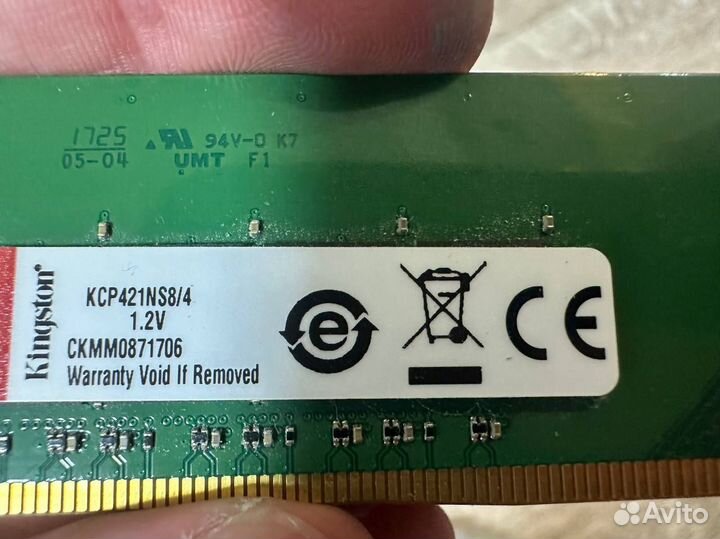 1725
05-04
94V-0 K7
UMT F1
Kingston
KCP421NS8/4
1.2V
CKMM0871706
Warranty Void If Removed
e
CE
Avito